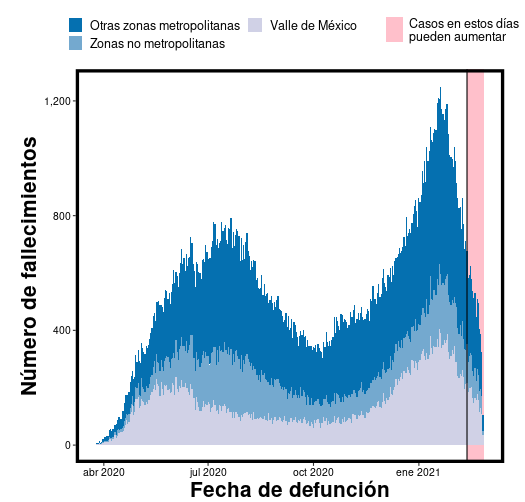 Otras zonas metropolitanas
Zonas no metropolitanas
Valle de México
Casos en estos días
pueden aumentar
Número de fallecimientos
1,200
800
400
0
abr 2020 jul 2020 oct 2020 ene 2021
Fecha de defunción